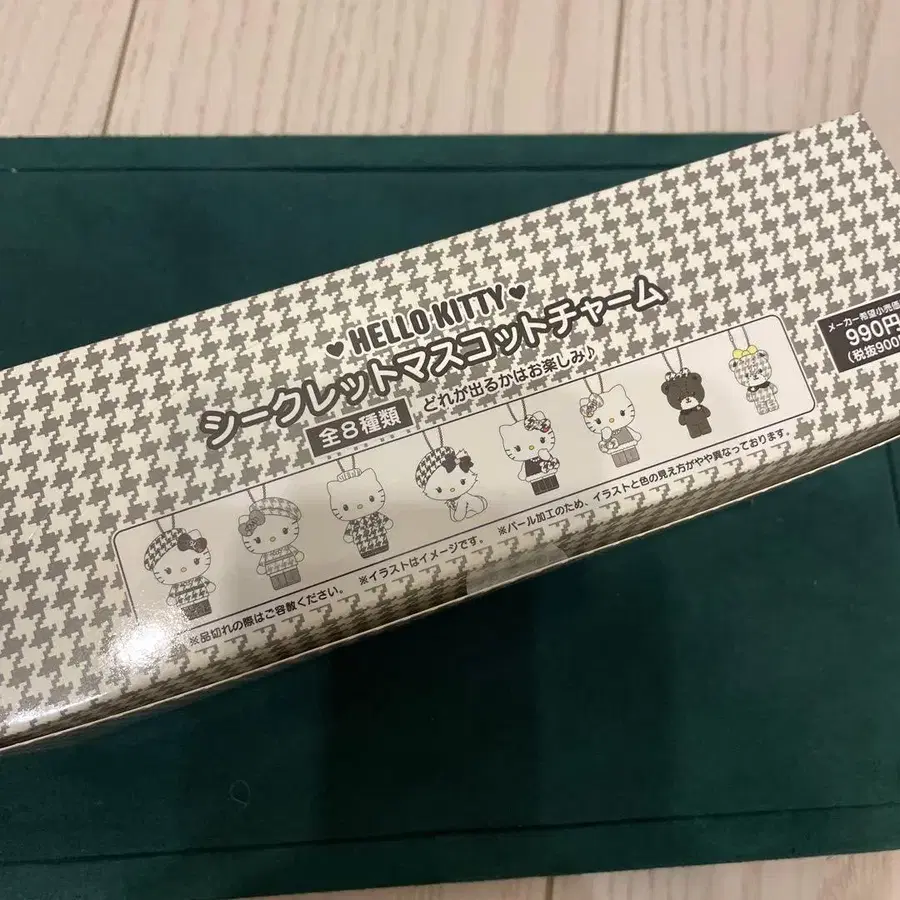 ♥HELLO KITTY♥
シークレットマスコットチャーム
全8種類
どれが出るかはお楽しみ♪
メーカー希望小売価
990円
(税抜900
※パール加工のため、イラストと色の見え方がやや異なっております。
※イラストはイメージです。
※品切れの際はご容赦ください。